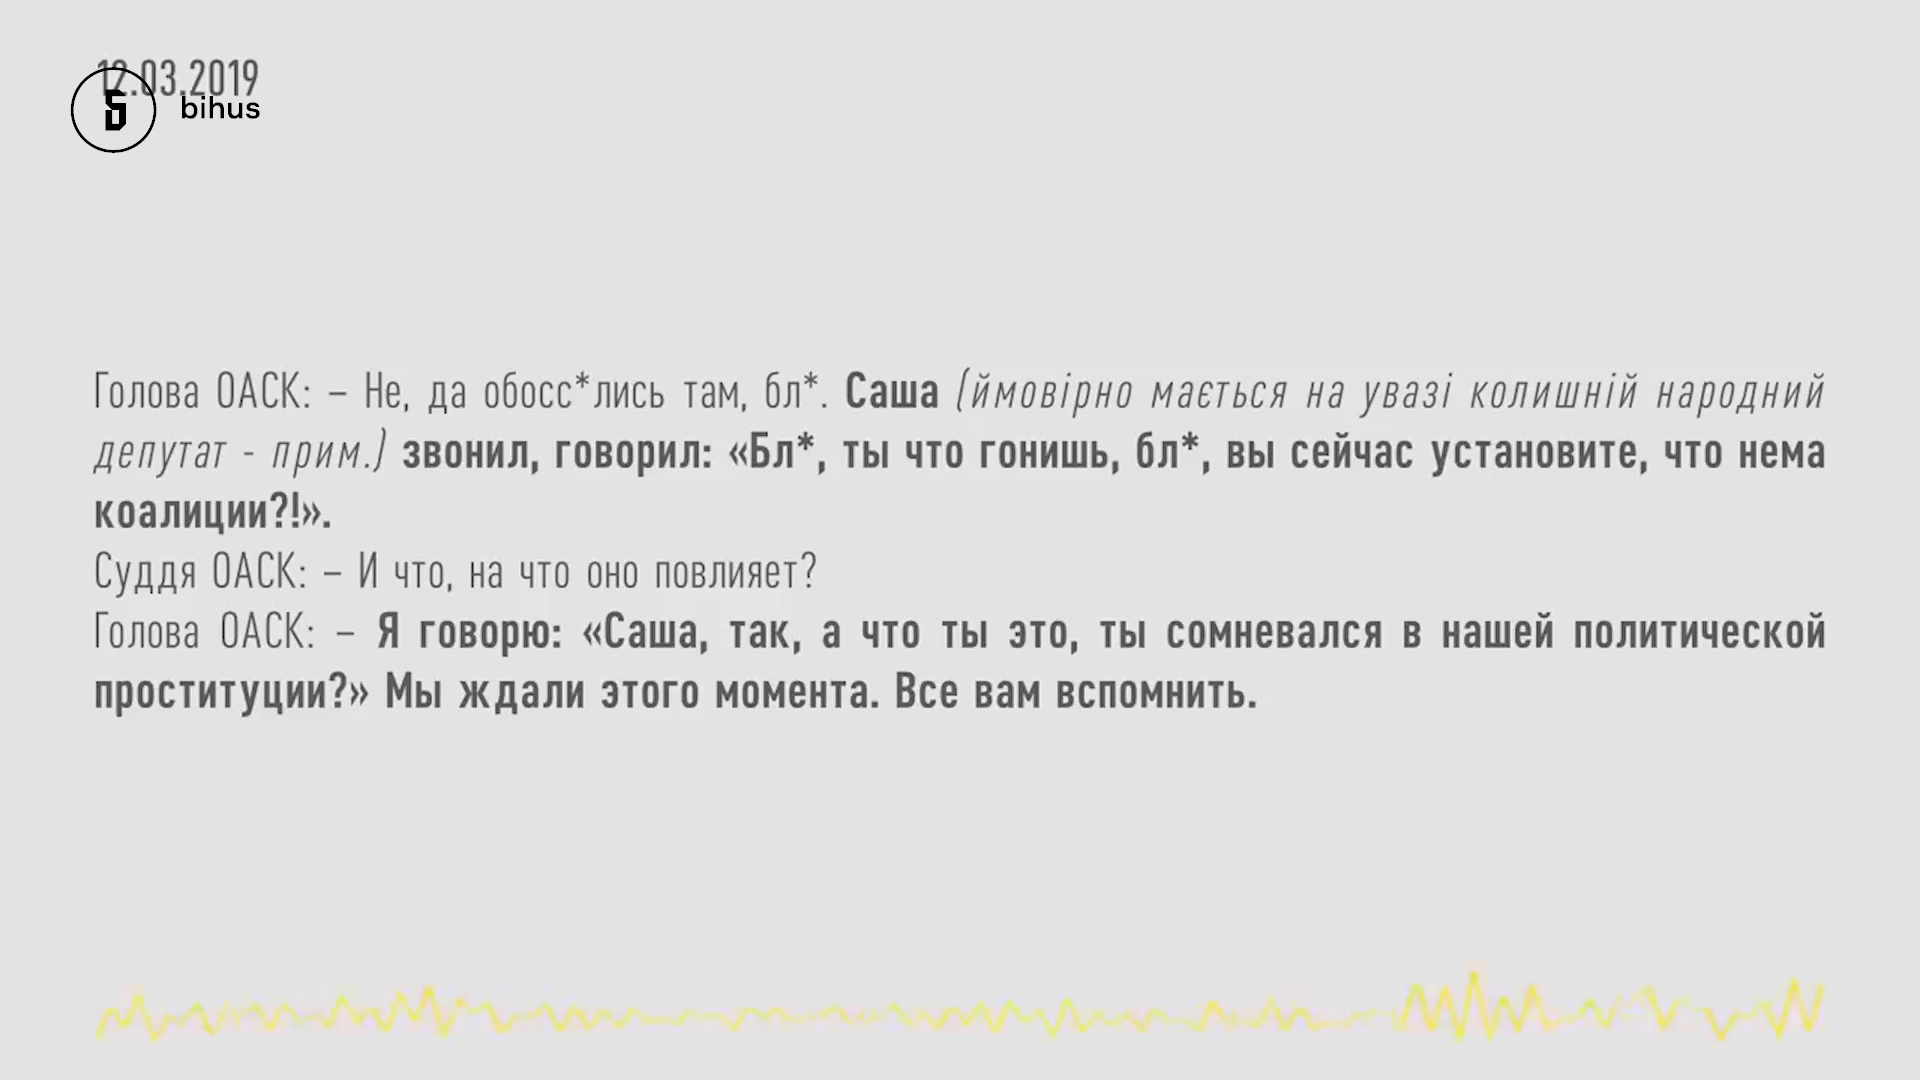 12.03.2019
bihus
Голова ОАСК: – Не, да обосс*лись там, бл*. Саша (ймовірно мається на увазі колишній народний
депутат - прим.) звонил, говорил: «Бл*, ты что гонишь, бл*, вы сейчас установите, что нема
коалиции?!».
Суддя ОАСК: – И что, на что оно повлияет?
Голова ОАСК: – Я говорю: «Саша, так, а что ты это, ты сомневался в нашей политической
проституции?» Мы ждали этого момента. Все вам вспомнить.